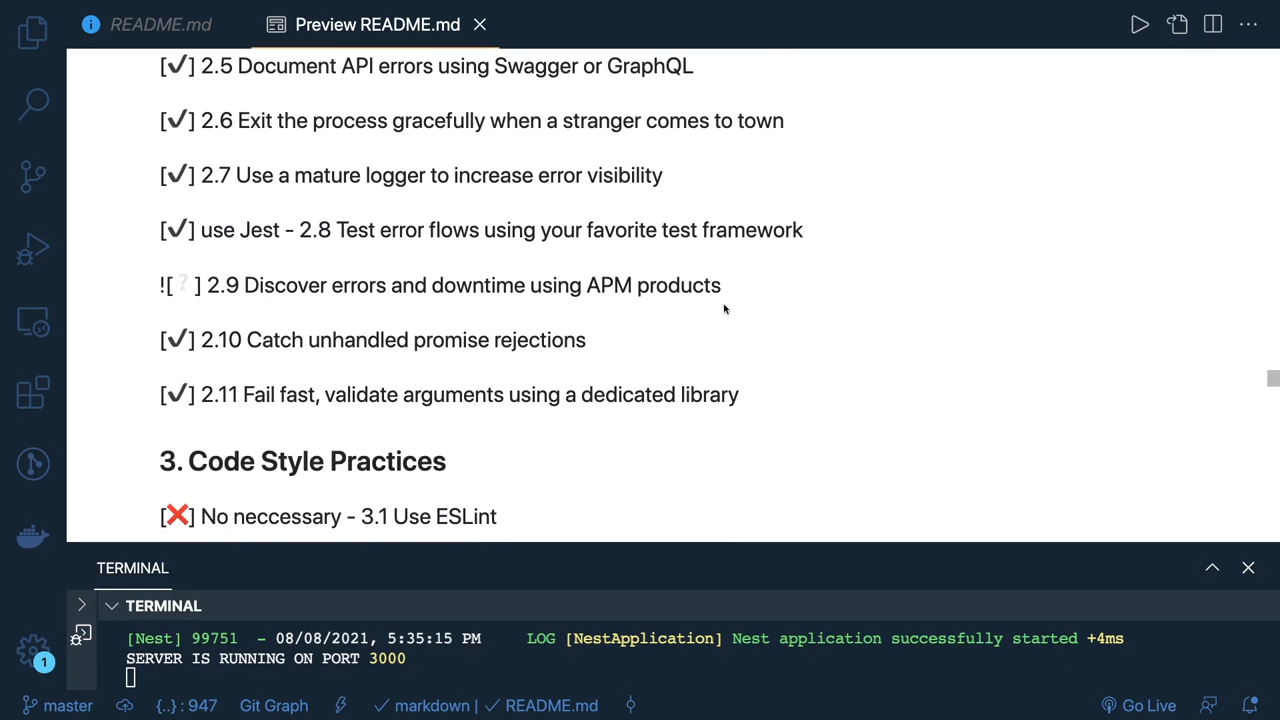 README.md
Preview README.md
[✔] 2.5 Document API errors using Swagger or GraphQL
[✔] 2.6 Exit the process gracefully when a stranger comes to town
[✔] 2.7 Use a mature logger to increase error visibility
[✔] use Jest - 2.8 Test error flows using your favorite test framework
![❔] 2.9 Discover errors and downtime using APM products
[✔] 2.10 Catch unhandled promise rejections
[✔] 2.11 Fail fast, validate arguments using a dedicated library
3. Code Style Practices
[❌] No neccessary - 3.1 Use ESLint
TERMINAL
TERMINAL
[Nest] 99751 - 08/08/2021, 5:35:15 PM LOG [NestApplication] Nest application successfully started +4ms
SERVER IS RUNNING ON PORT 3000
1
master {..} : 947 Git Graph markdown | README.md Go Live